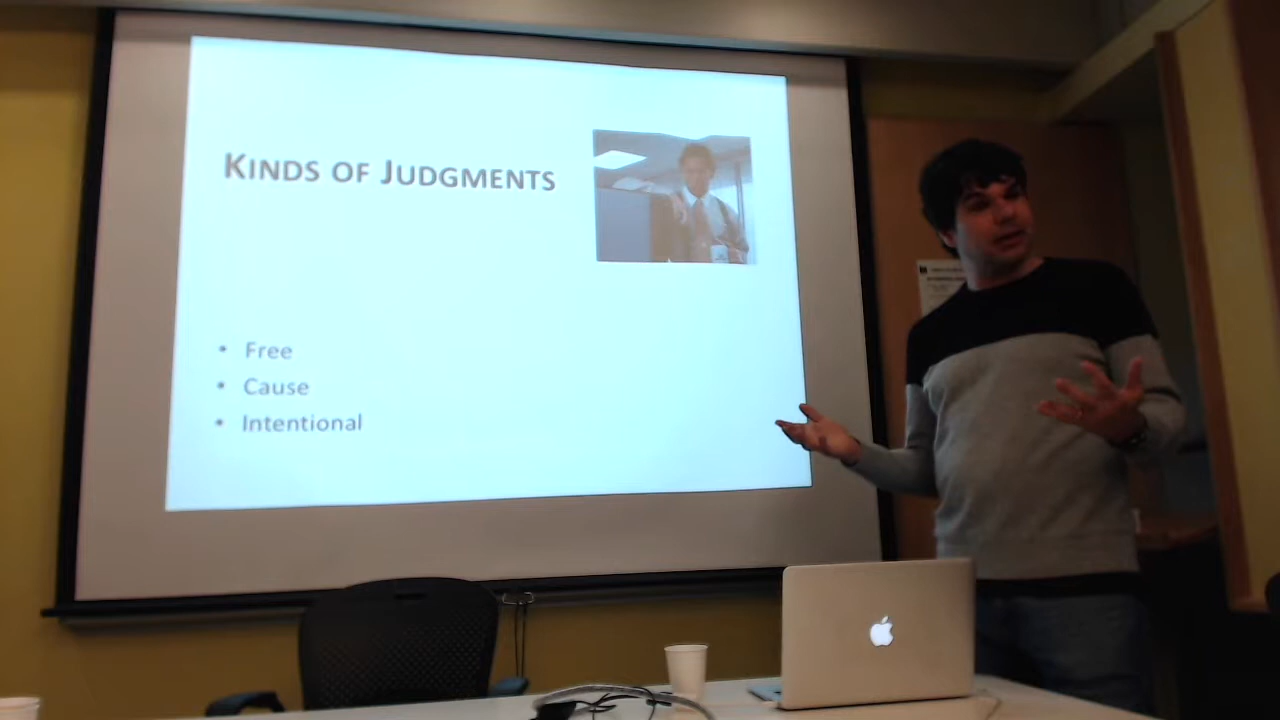 KINDS OF JUDGMENTS
• Free
• Cause
• Intentional